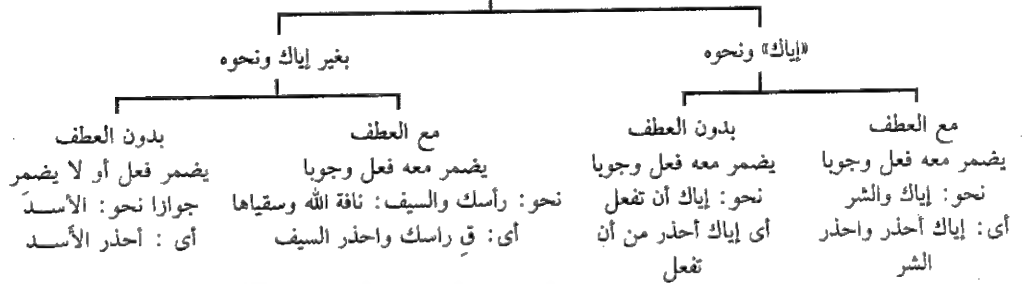 «إياك» ونحوه
بغير إياك ونحوه
مع العطف
يضمر معه فعل وجوبا
نحو: إياك والشر
أى: إياك أحذر واحذر
الشر
بدون العطف
يضمر معه فعل وجوبا
نحو: إياك أن تفعل
أى إياك أحذر من أن
تفعل
مع العطف
يضمر معه فعل وجوبا
نحو: رأسك والسيف: نافة الله وسقياها
أى: قِ راسك واحذر السيف
بدون العطف
يضمر فعل أو لا يضمر
جوازا نحو: الأســدَ
أى : أحذر الأســد